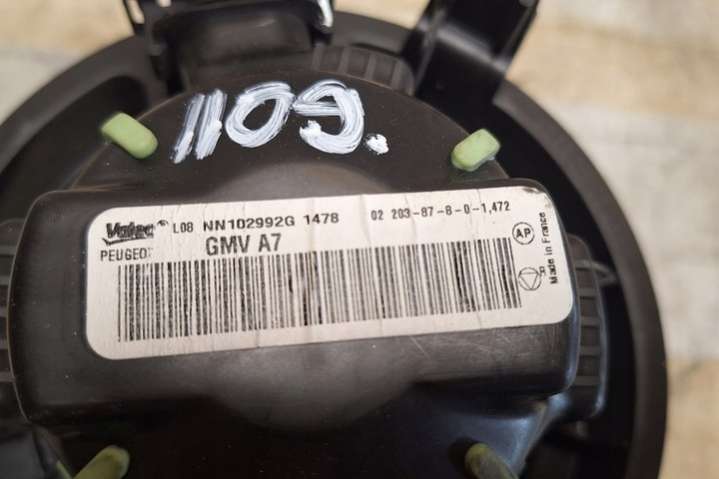 1109.
Valeo L08 NN102992G 1478 02 203-87-8-0-1,472
PEUGEOT GMV A7
AP
R
Made in France